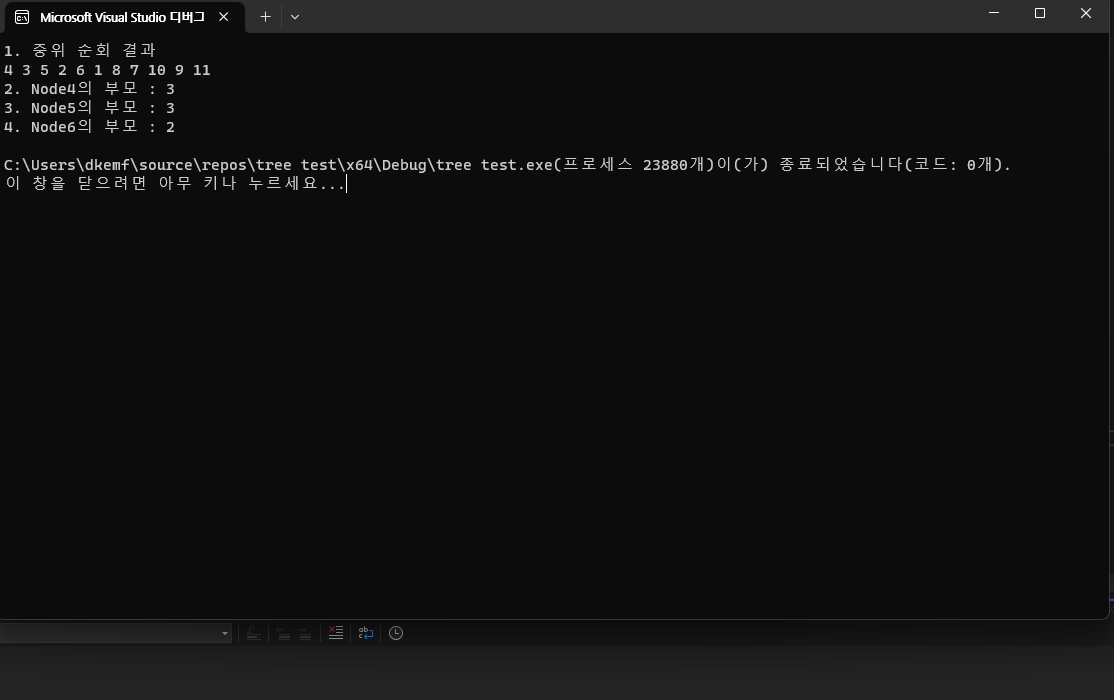 Microsoft Visual Studio 디버그
1. 중위 순회 결과
4 3 5 2 6 1 8 7 10 9 11
2. Node4의 부모 : 3
3. Node5의 부모 : 3
4. Node6의 부모 : 2
C:\Users\dkemf\source\repos\tree test\x64\Debug\tree test.exe(프로세스 23880개)이(가) 종료되었습니다(코드: 0개).
이 창을 닫으려면 아무 키나 누르세요...